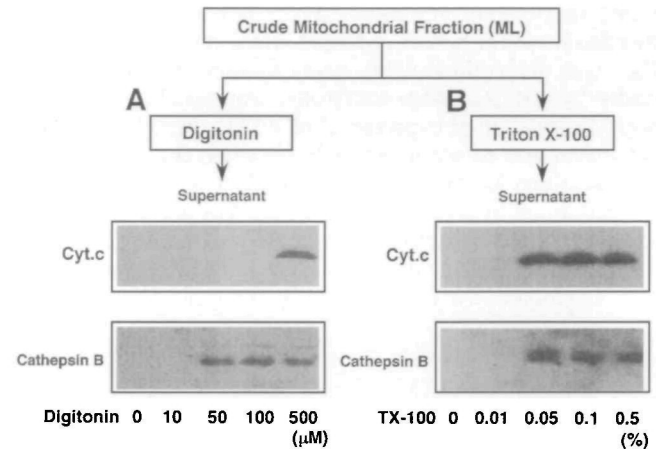 Crude Mitochondrial Fraction (ML)
A B
Digitonin Triton X-100
Supernatant Supernatant
Cyt.c Cyt.c
Cathepsin B Cathepsin B
Digitonin 0 10 50 100 500 TX-100 0 0.01 0.05 0.1 0.5
(μM) (%)